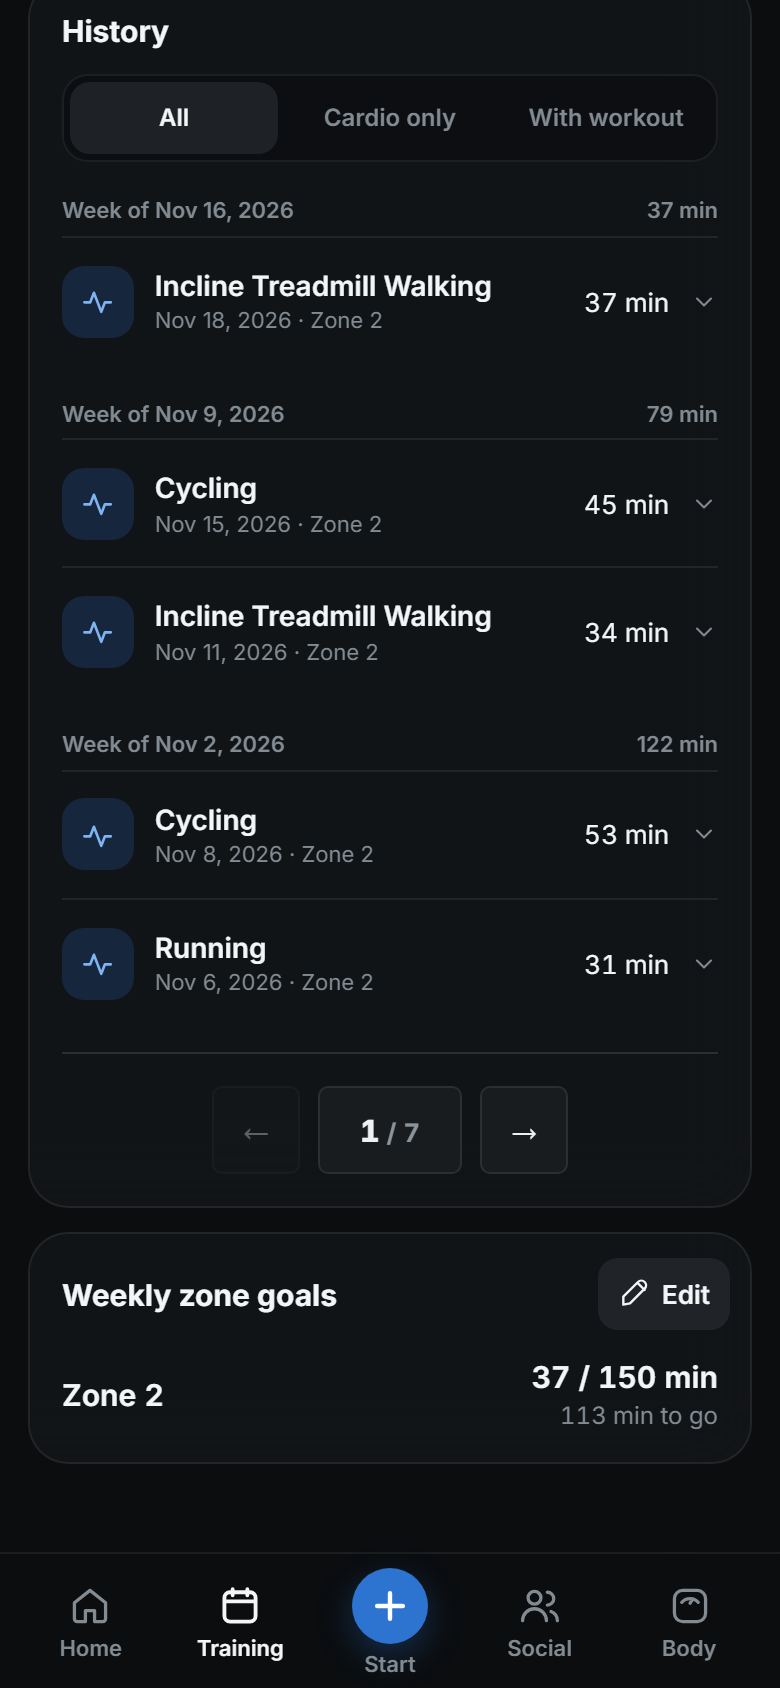 History
All
Cardio only
With workout
Week of Nov 16, 2026
37 min
Incline Treadmill Walking
Nov 18, 2026 · Zone 2
37 min
Week of Nov 9, 2026
79 min
Cycling
Nov 15, 2026 · Zone 2
45 min
Incline Treadmill Walking
Nov 11, 2026 · Zone 2
34 min
Week of Nov 2, 2026
122 min
Cycling
Nov 8, 2026 · Zone 2
53 min
Running
Nov 6, 2026 · Zone 2
31 min
← 1 / 7 →
Weekly zone goals
Edit
Zone 2
37 / 150 min
113 min to go
Home
Training
Start
Social
Body